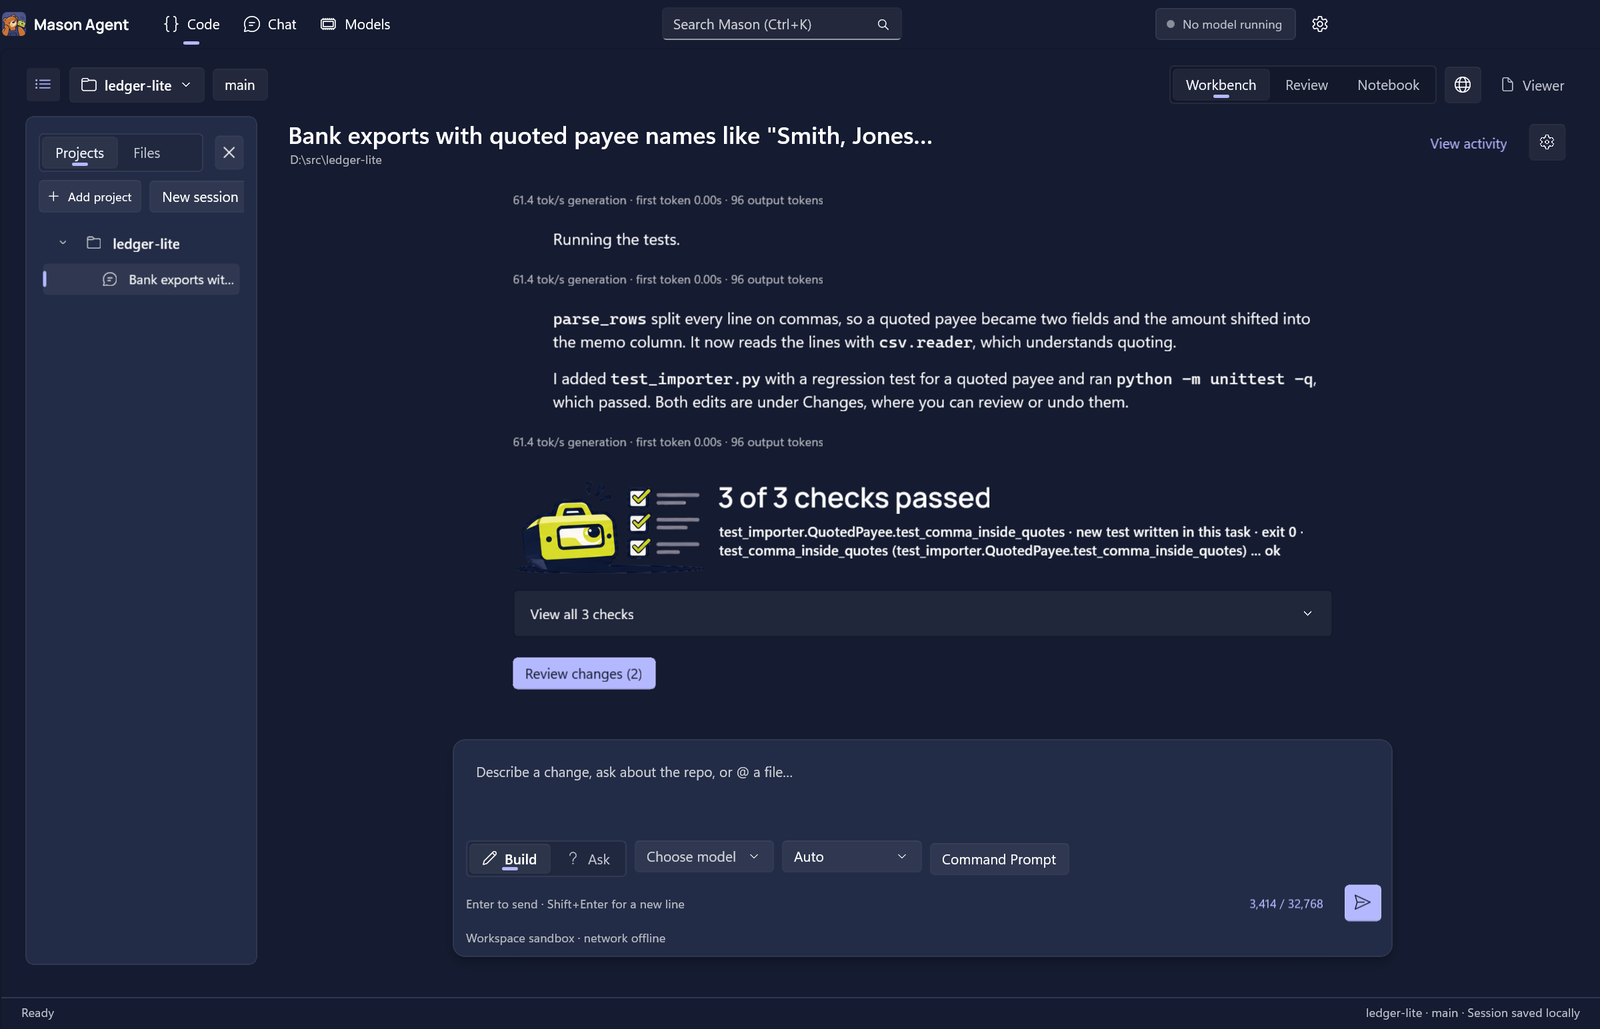 Mason Agent
{} Code
Chat
Models
Search Mason (Ctrl+K)
No model running
ledger-lite
main
Workbench
Review
Notebook
Viewer
Projects
Files
+ Add project
New session
ledger-lite
Bank exports wit...
Bank exports with quoted payee names like "Smith, Jones...
D:\src\ledger-lite
View activity
61.4 tok/s generation · first token 0.00s · 96 output tokens
Running the tests.
61.4 tok/s generation · first token 0.00s · 96 output tokens
parse_rows split every line on commas, so a quoted payee became two fields and the amount shifted into
the memo column. It now reads the lines with csv.reader, which understands quoting.
I added test_importer.py with a regression test for a quoted payee and ran python -m unittest -q,
which passed. Both edits are under Changes, where you can review or undo them.
61.4 tok/s generation · first token 0.00s · 96 output tokens
3 of 3 checks passed
test_importer.QuotedPayee.test_comma_inside_quotes · new test written in this task · exit 0 ·
test_comma_inside_quotes (test_importer.QuotedPayee.test_comma_inside_quotes) ... ok
View all 3 checks
Review changes (2)
Describe a change, ask about the repo, or @ a file...
Build
? Ask
Choose model
Auto
Command Prompt
Enter to send · Shift+Enter for a new line
3,414 / 32,768
Workspace sandbox · network offline
Ready
ledger-lite · main · Session saved locally